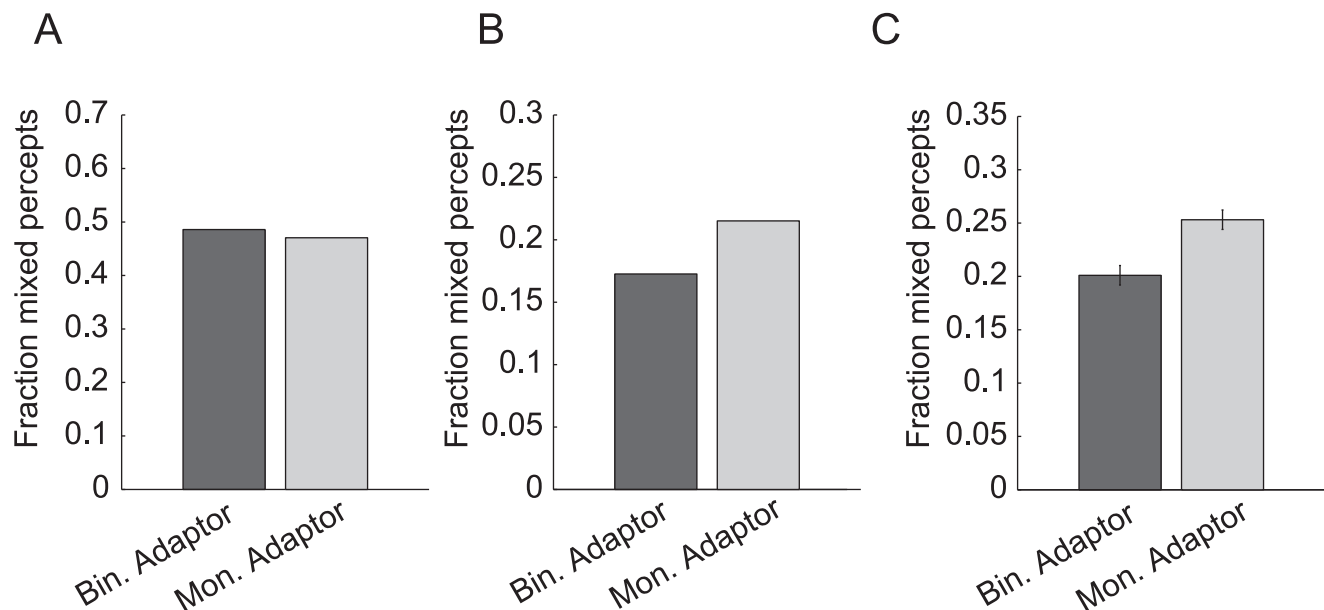 A
Fraction mixed percepts
0.7
0.6
0.5
0.4
0.3
0.2
0.1
0
Bin. Adaptor
Mon. Adaptor
B
Fraction mixed percepts
0.3
0.25
0.2
0.15
0.1
0.05
0
Bin. Adaptor
Mon. Adaptor
C
Fraction mixed percepts
0.35
0.3
0.25
0.2
0.15
0.1
0.05
0
Bin. Adaptor
Mon. Adaptor